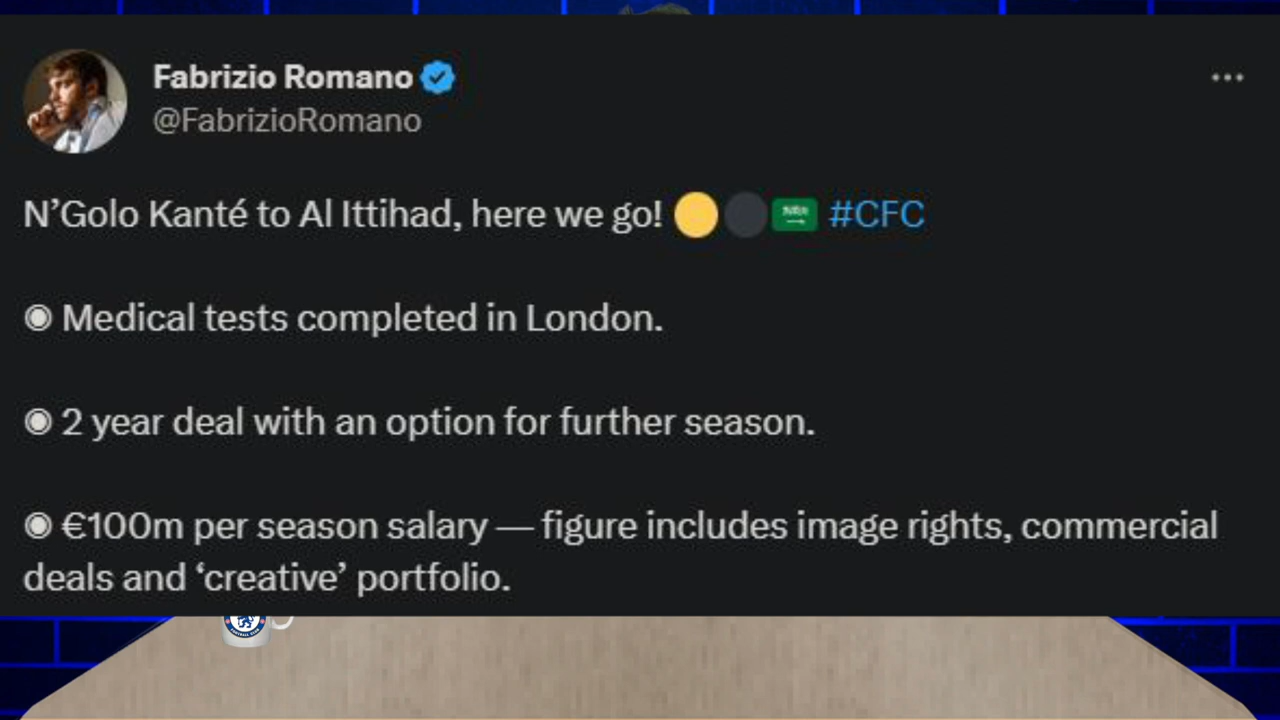 Fabrizio Romano
@FabrizioRomano
N’Golo Kanté to Al Ittihad, here we go! 🟡⚫️🇸🇦 #CFC
◉ Medical tests completed in London.
◉ 2 year deal with an option for further season.
◉ €100m per season salary — figure includes image rights, commercial
deals and ‘creative’ portfolio.